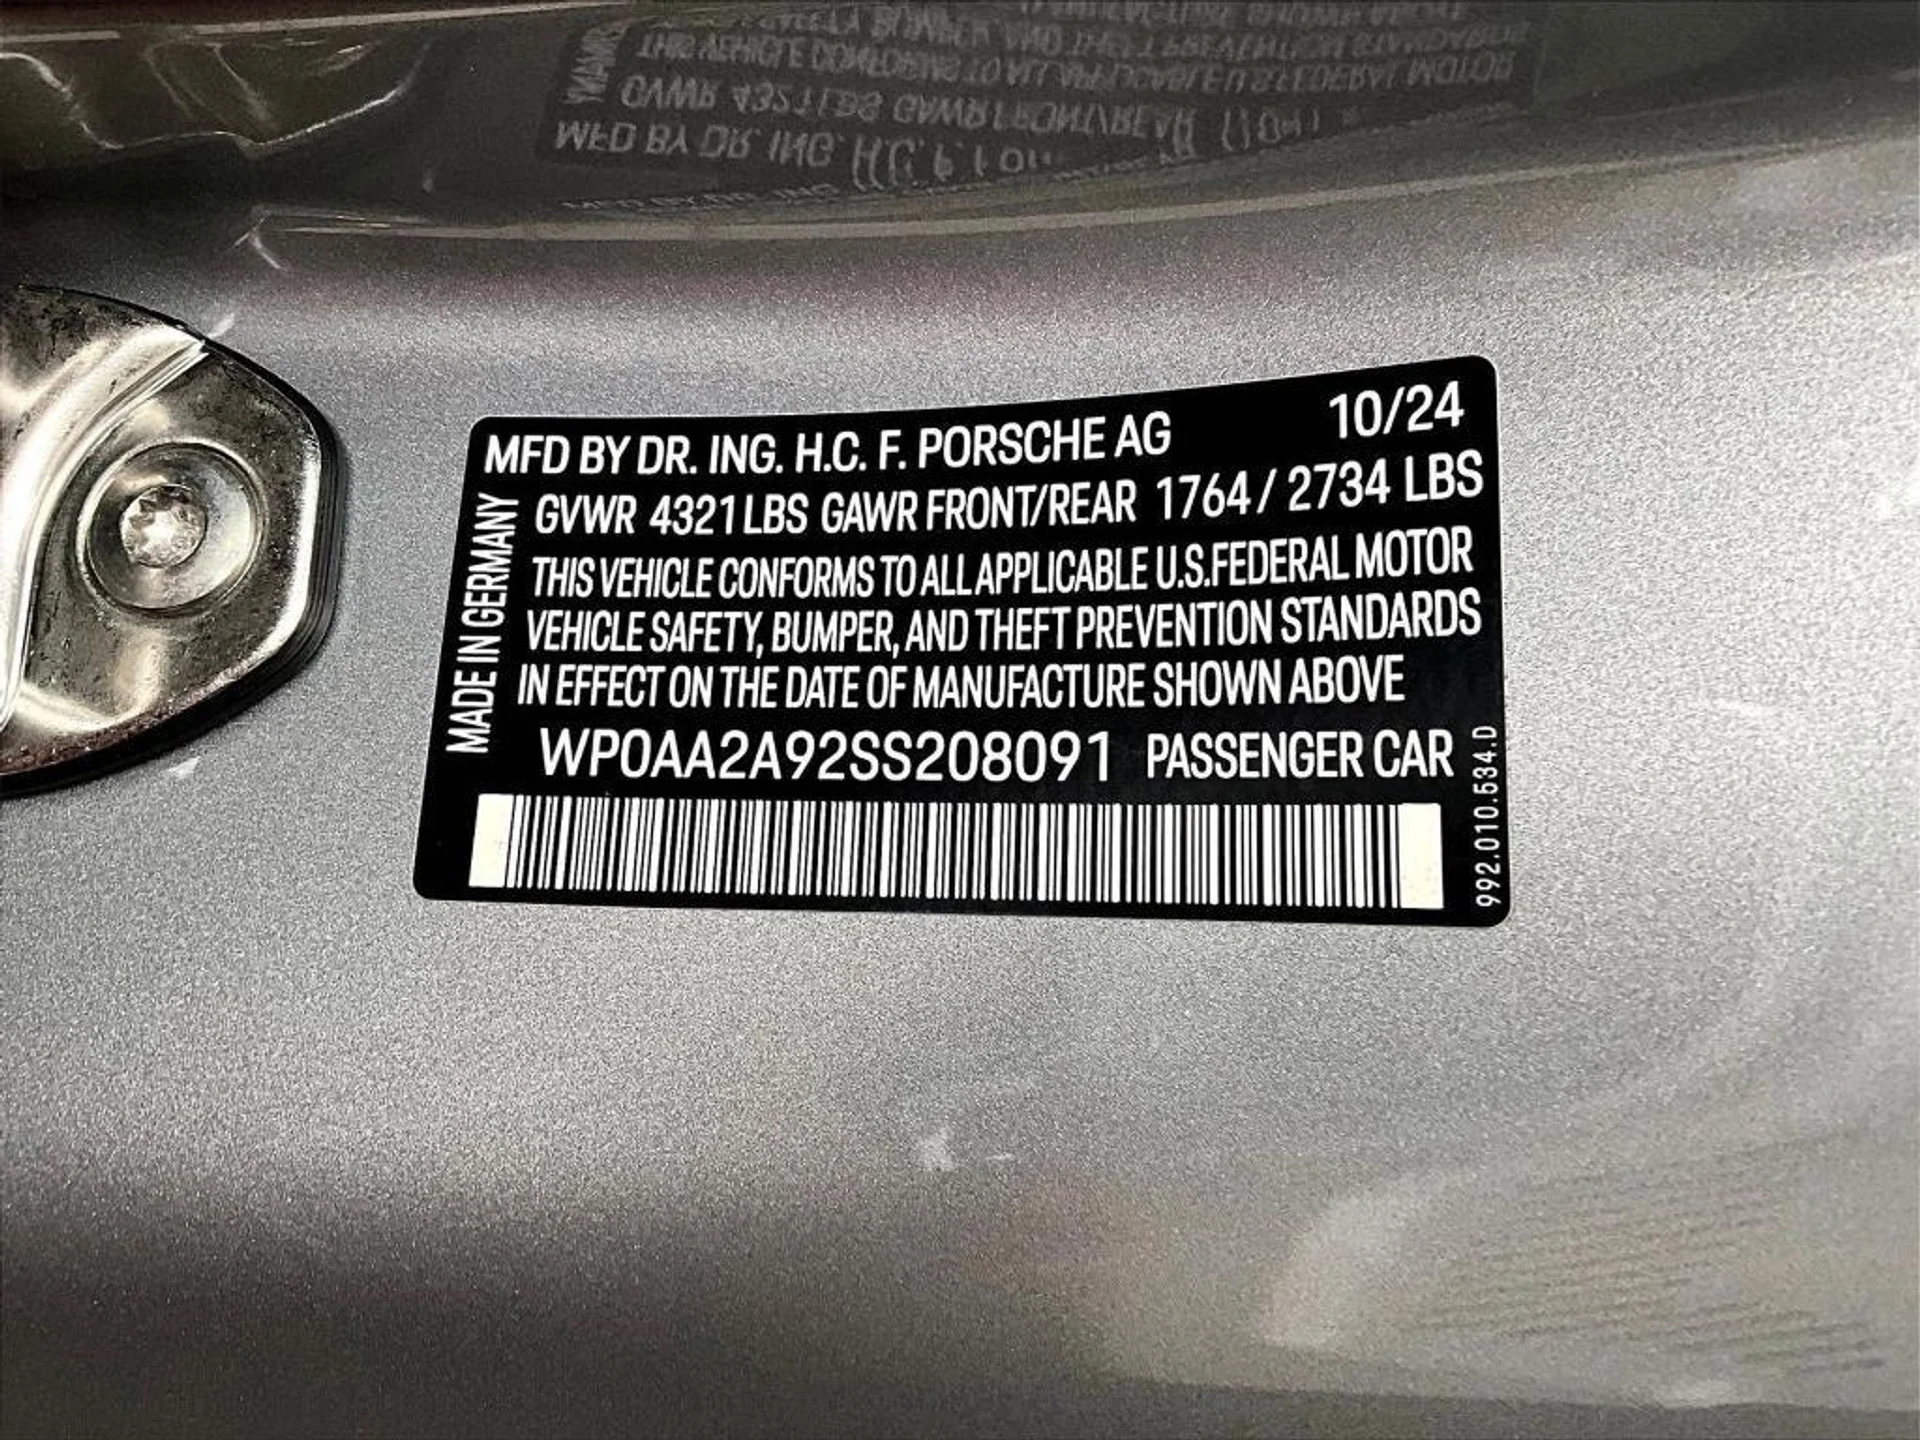 MFD BY DR. ING. H.C. F. PORSCHE AG 10/24
GVWR 4321 LBS GAWR FRONT/REAR 1764 / 2734 LBS
THIS VEHICLE CONFORMS TO ALL APPLICABLE U.S.FEDERAL MOTOR
VEHICLE SAFETY, BUMPER, AND THEFT PREVENTION STANDARDS
IN EFFECT ON THE DATE OF MANUFACTURE SHOWN ABOVE
WP0AA2A92SS208091 PASSENGER CAR
MADE IN GERMANY
992.010.534.D